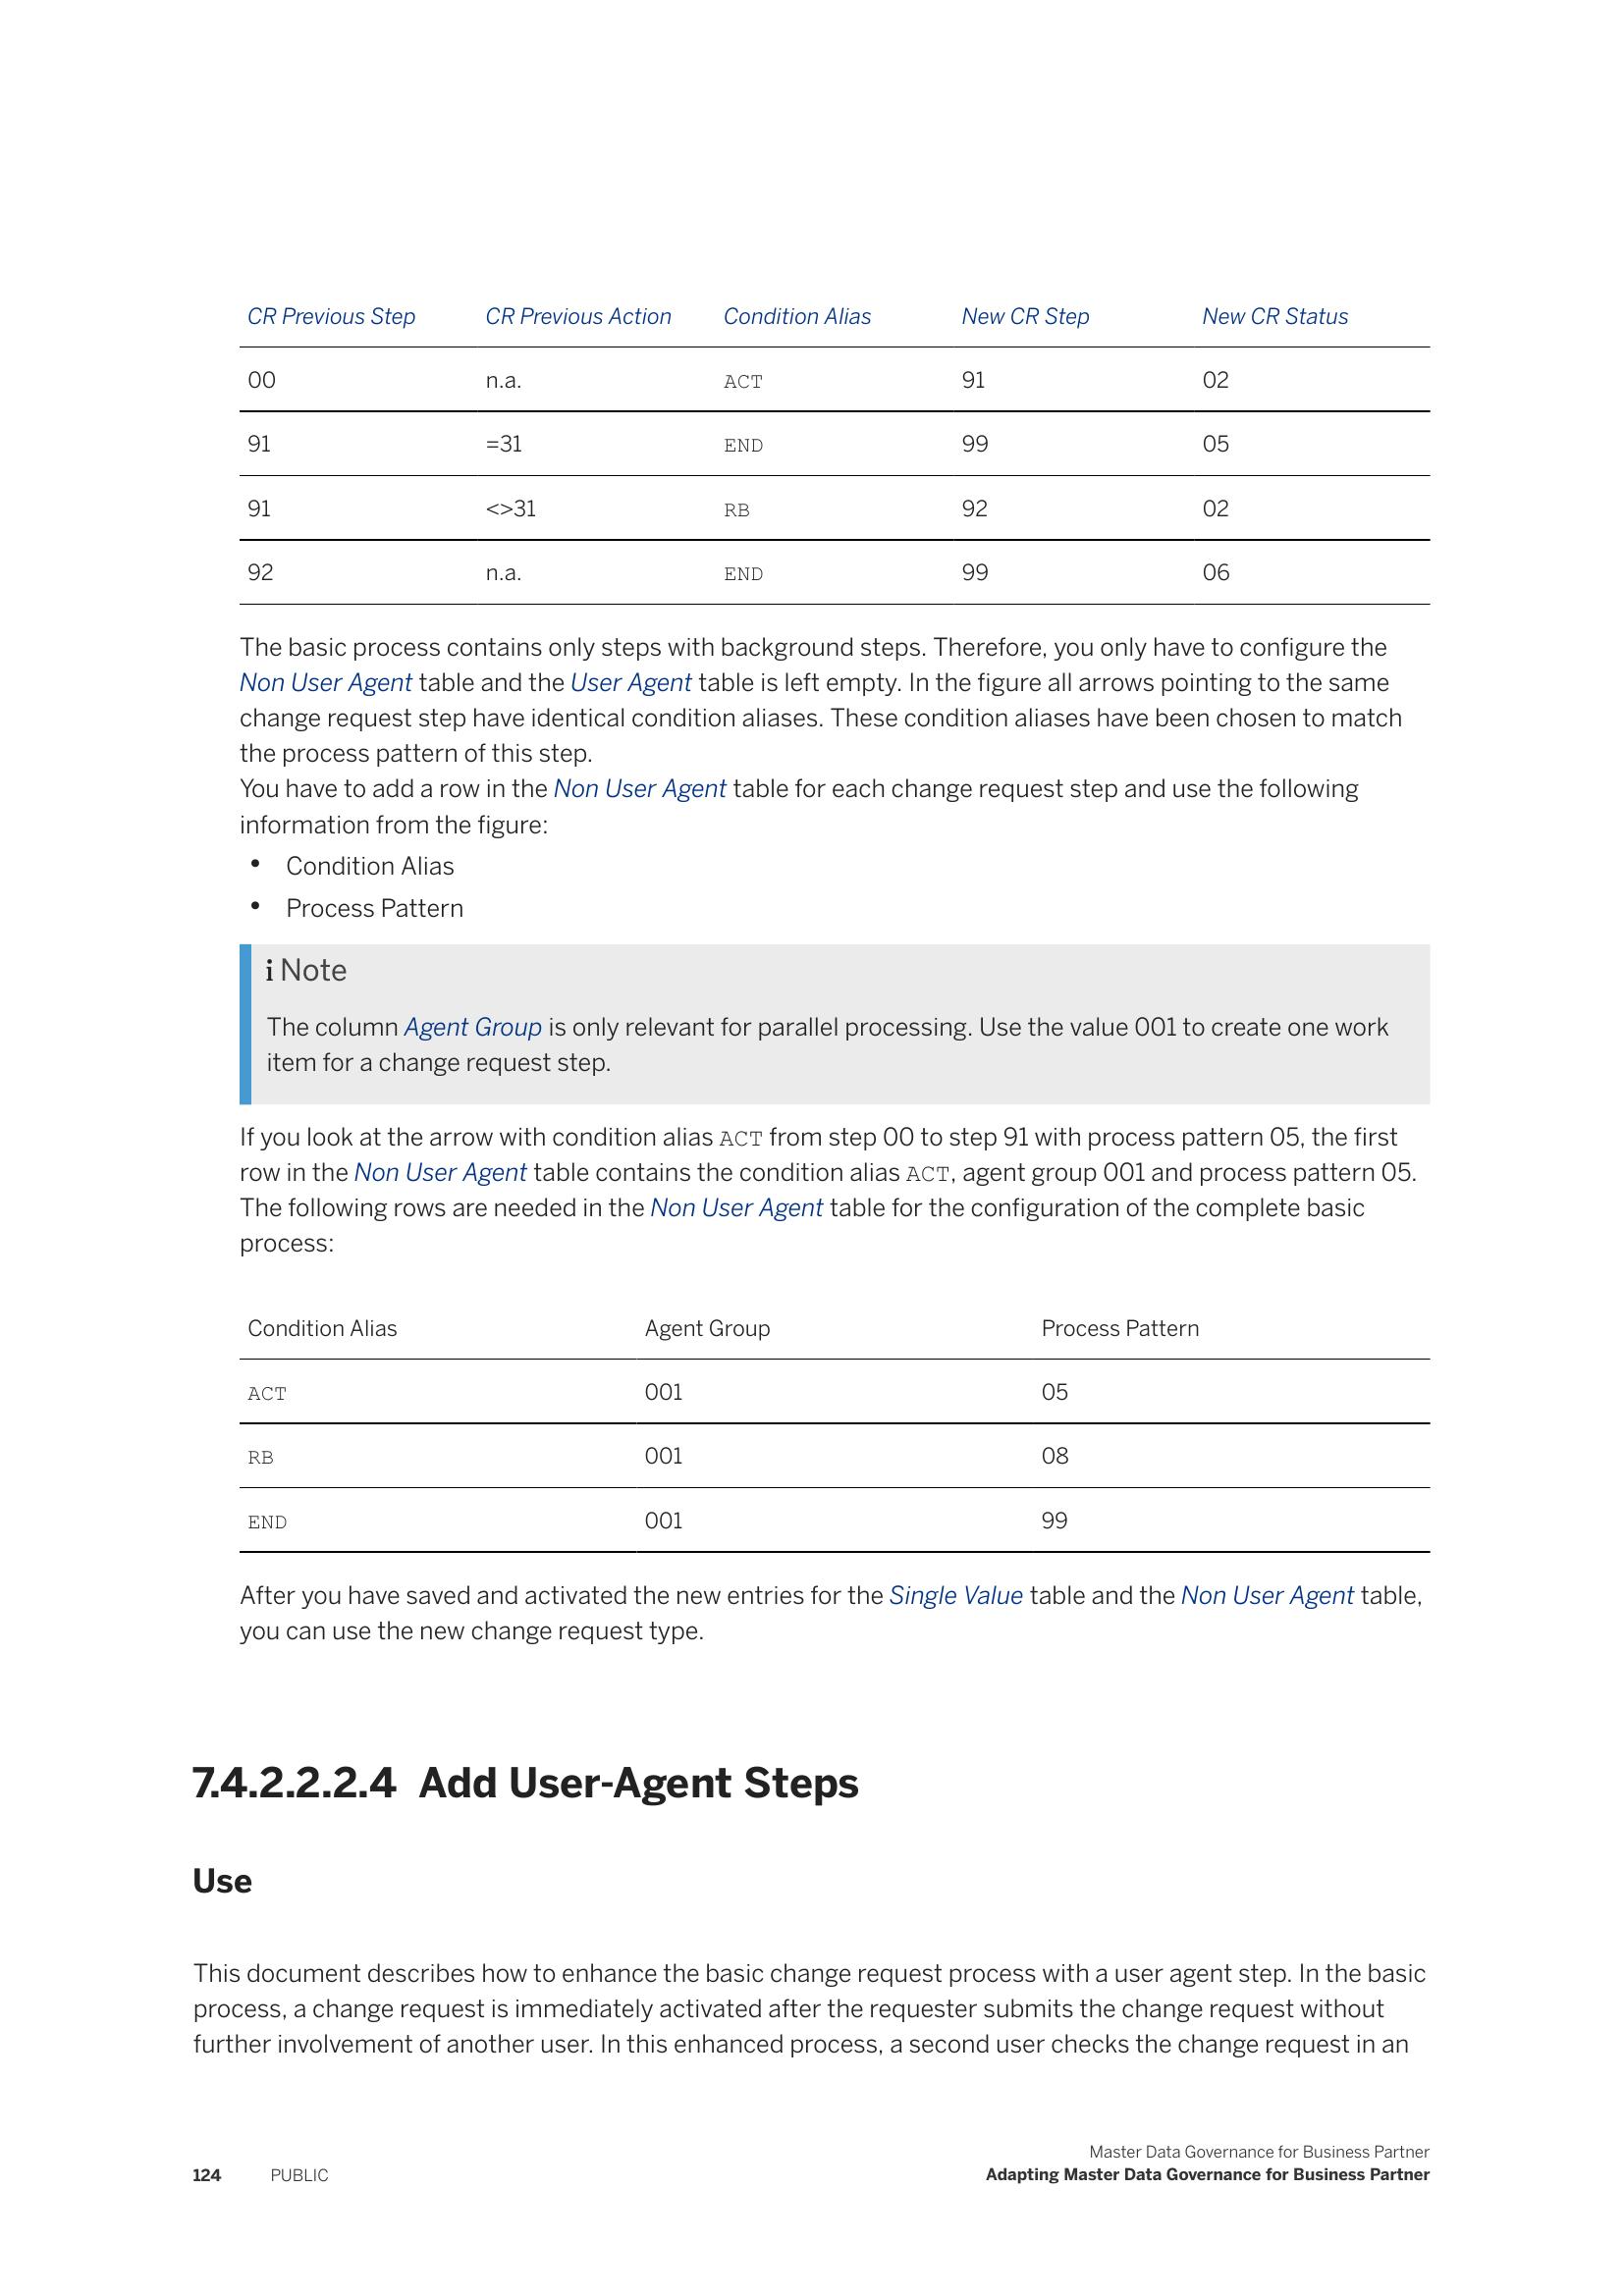 CR Previous Step CR Previous Action Condition Alias New CR Step New CR Status
00 n.a. ACT 91 02
91 =31 END 99 05
91 <>31 RB 92 02
92 n.a. END 99 06
The basic process contains only steps with background steps. Therefore, you only have to configure the
Non User Agent table and the User Agent table is left empty. In the figure all arrows pointing to the same
change request step have identical condition aliases. These condition aliases have been chosen to match
the process pattern of this step.
You have to add a row in the Non User Agent table for each change request step and use the following
information from the figure:
• Condition Alias
• Process Pattern
i Note
The column Agent Group is only relevant for parallel processing. Use the value 001 to create one work
item for a change request step.
If you look at the arrow with condition alias ACT from step 00 to step 91 with process pattern 05, the first
row in the Non User Agent table contains the condition alias ACT, agent group 001 and process pattern 05.
The following rows are needed in the Non User Agent table for the configuration of the complete basic
process:
Condition Alias Agent Group Process Pattern
ACT 001 05
RB 001 08
END 001 99
After you have saved and activated the new entries for the Single Value table and the Non User Agent table,
you can use the new change request type.
7.4.2.2.2.4 Add User-Agent Steps
Use
This document describes how to enhance the basic change request process with a user agent step. In the basic
process, a change request is immediately activated after the requester submits the change request without
further involvement of another user. In this enhanced process, a second user checks the change request in an
Master Data Governance for Business Partner
124 PUBLIC Adapting Master Data Governance for Business Partner